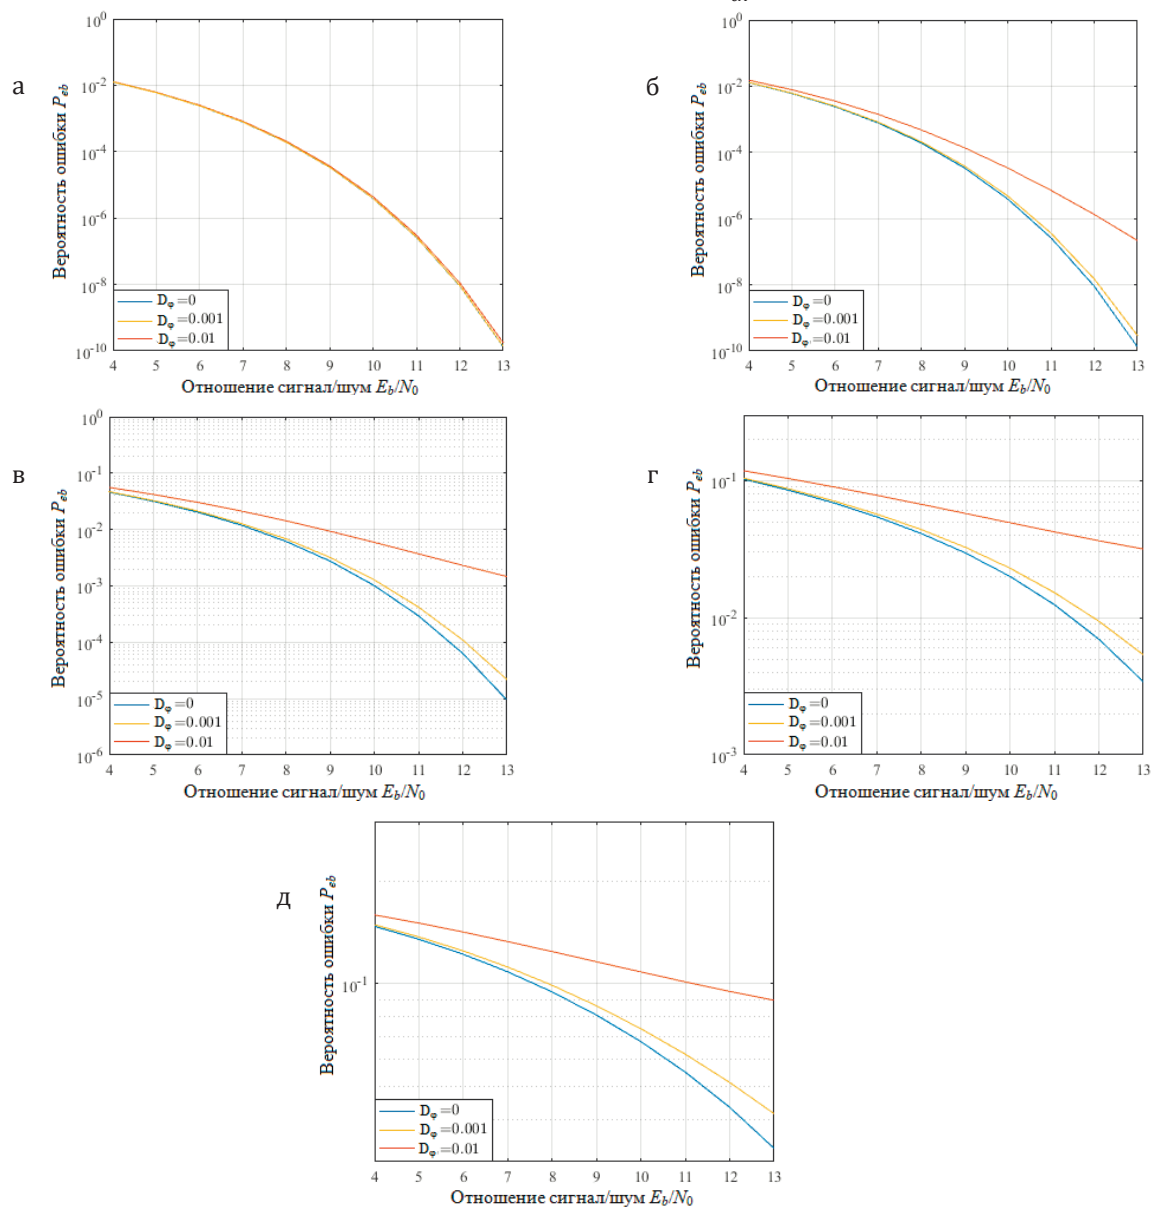 а
10^0
10^-2
10^-4
10^-6
10^-8
10^-10
Вероятность ошибки P_eb
D_φ=0
D_φ=0.001
D_φ=0.01
4 5 6 7 8 9 10 11 12 13
Отношение сигнал/шум E_b/N_0
б
10^0
10^-2
10^-4
10^-6
10^-8
10^-10
Вероятность ошибки P_eb
D_φ=0
D_φ=0.001
D_φ=0.01
4 5 6 7 8 9 10 11 12 13
Отношение сигнал/шум E_b/N_0
в
10^0
10^-1
10^-2
10^-3
10^-4
10^-5
10^-6
Вероятность ошибки P_eb
D_φ=0
D_φ=0.001
D_φ=0.01
4 5 6 7 8 9 10 11 12 13
Отношение сигнал/шум E_b/N_0
г
10^-1
10^-2
10^-3
Вероятность ошибки P_eb
D_φ=0
D_φ=0.001
D_φ=0.01
4 5 6 7 8 9 10 11 12 13
Отношение сигнал/шум E_b/N_0
д
10^-1
Вероятность ошибки P_eb
D_φ=0
D_φ=0.001
D_φ=0.01
4 5 6 7 8 9 10 11 12 13
Отношение сигнал/шум E_b/N_0